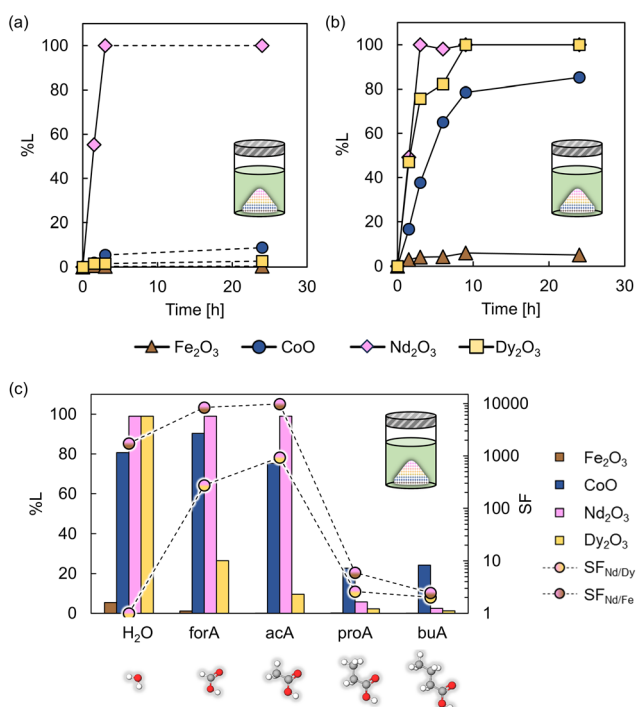 (a)
(b)
100
80
60
40
20
0
%L
0
10
20
30
Time [h]
100
80
60
40
20
0
%L
0
10
20
30
Time [h]
Fe₂O₃ CoO Nd₂O₃ Dy₂O₃
(c)
100
80
60
40
20
0
%L
10000
1000
100
10
1
SF
H₂O forA acA proA buA
Fe₂O₃
CoO
Nd₂O₃
Dy₂O₃
SF_Nd/Dy
SF_Nd/Fe